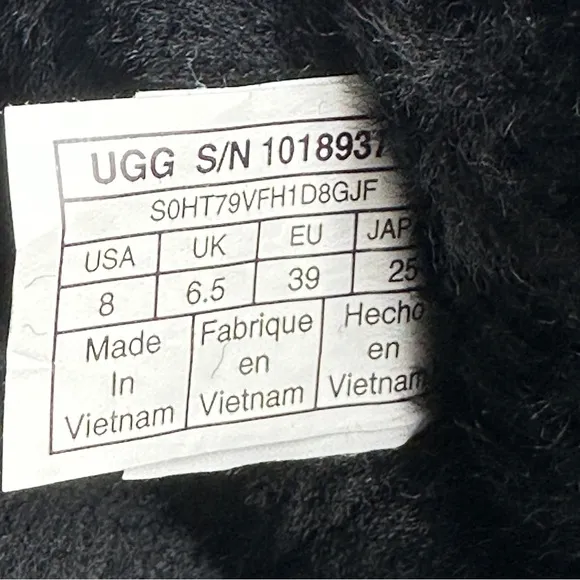 UGG S/N 1018937
S0HT79VFH1D8GJF
USA UK EU JAP
8 6.5 39 25
Made In Vietnam
Fabrique en Vietnam
Hecho en Vietnam